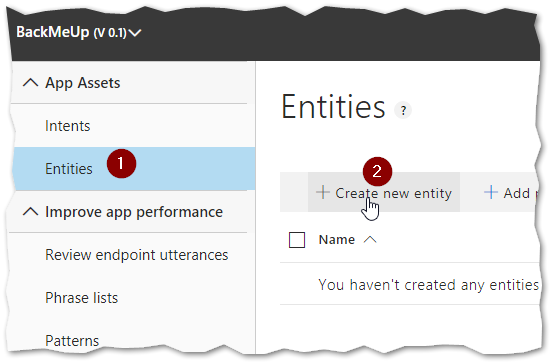 BackMeUp (V 0.1)
App Assets
Intents
Entities
1
Improve app performance
Review endpoint utterances
Phrase lists
Patterns
Entities ?
2
+ Create new entity + Add
Name
You haven't created any entities